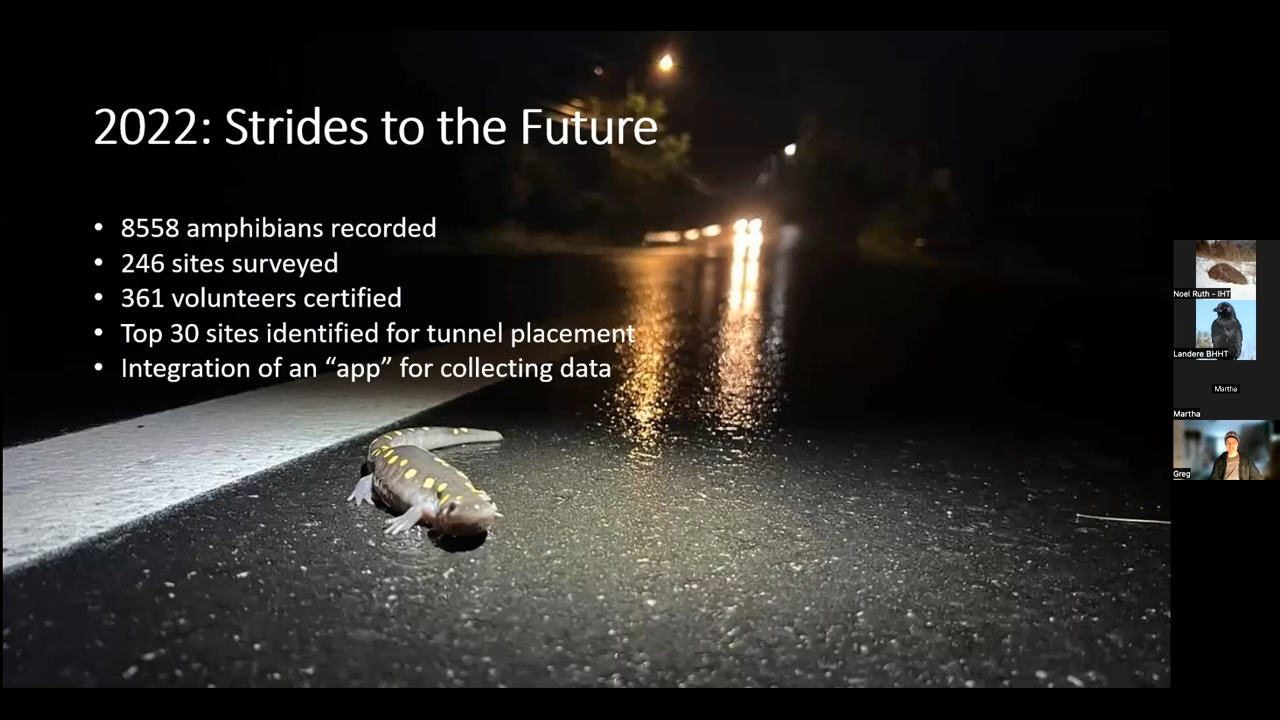 2022: Strides to the Future
• 8558 amphibians recorded
• 246 sites surveyed
• 361 volunteers certified
• Top 30 sites identified for tunnel placement
• Integration of an “app” for collecting data
Noel Ruth - IHT
Landere BHHT
Martha
Martha
Greg